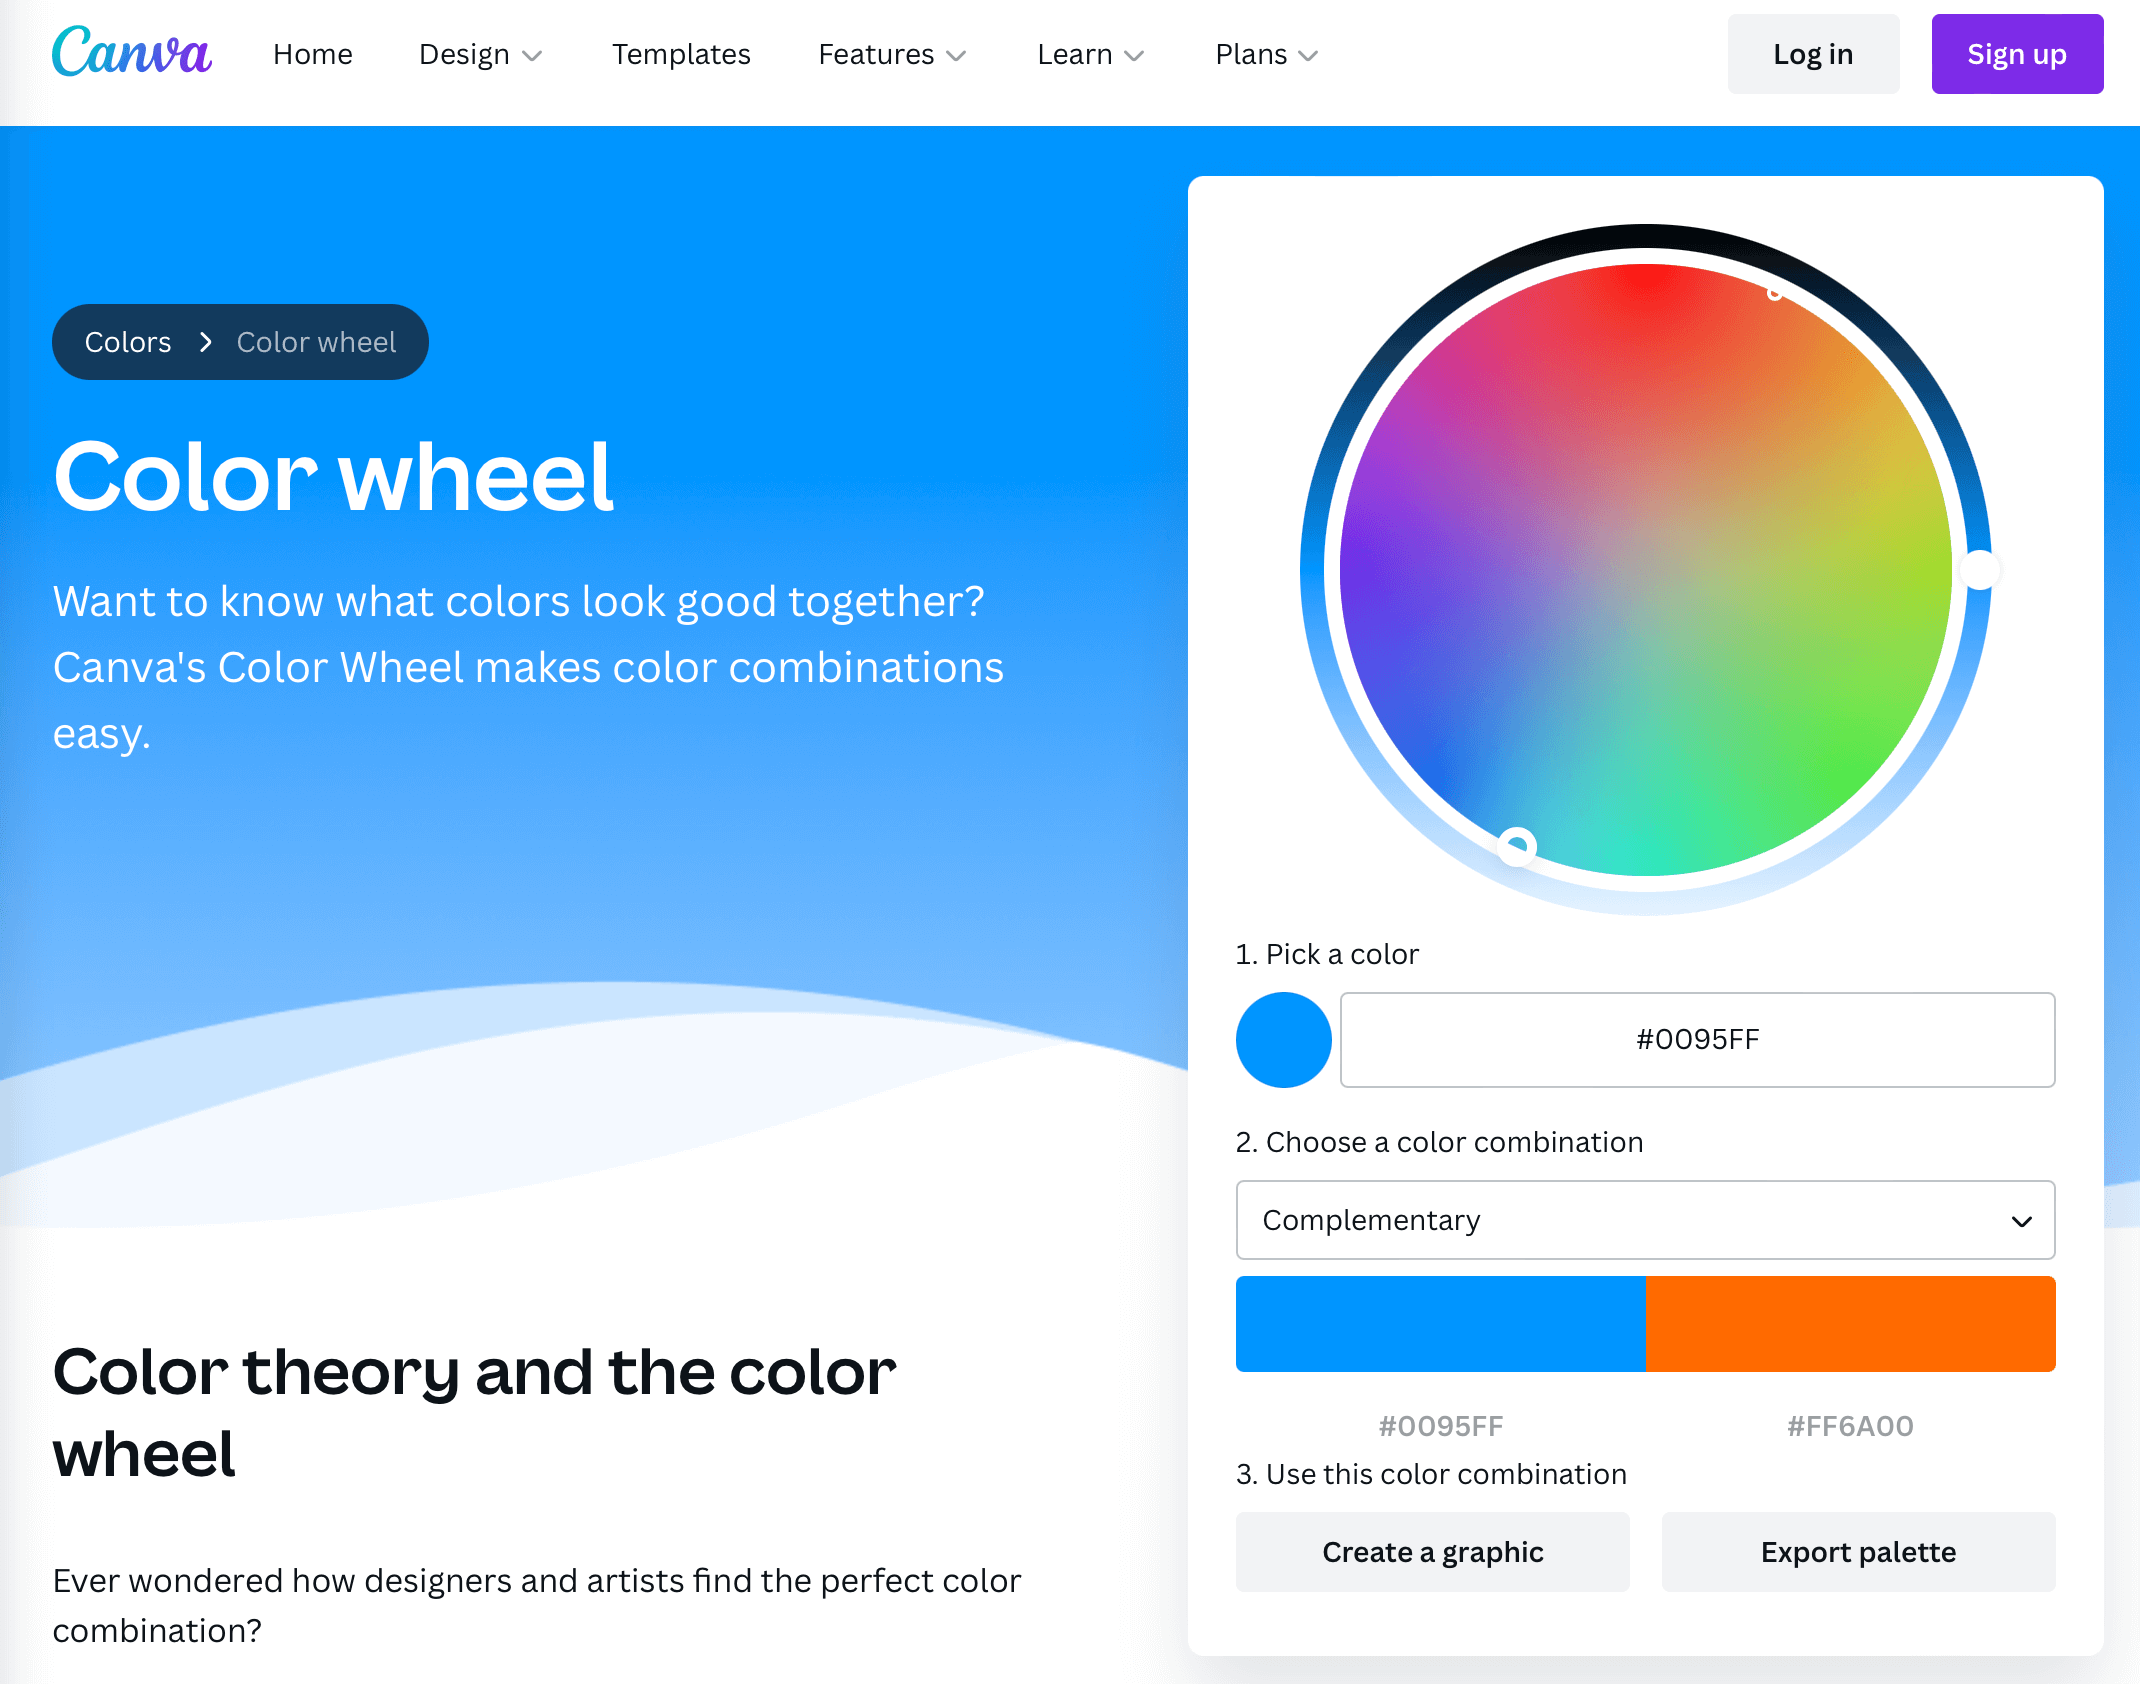 Canva Home Design Templates Features Learn Plans Log in Sign up
Colors Color wheel
Color wheel
Want to know what colors look good together?
Canva's Color Wheel makes color combinations
easy.
1. Pick a color
#0095FF
2. Choose a color combination
Complementary
#0095FF #FF6A00
3. Use this color combination
Create a graphic Export palette
Color theory and the color
wheel
Ever wondered how designers and artists find the perfect color
combination?